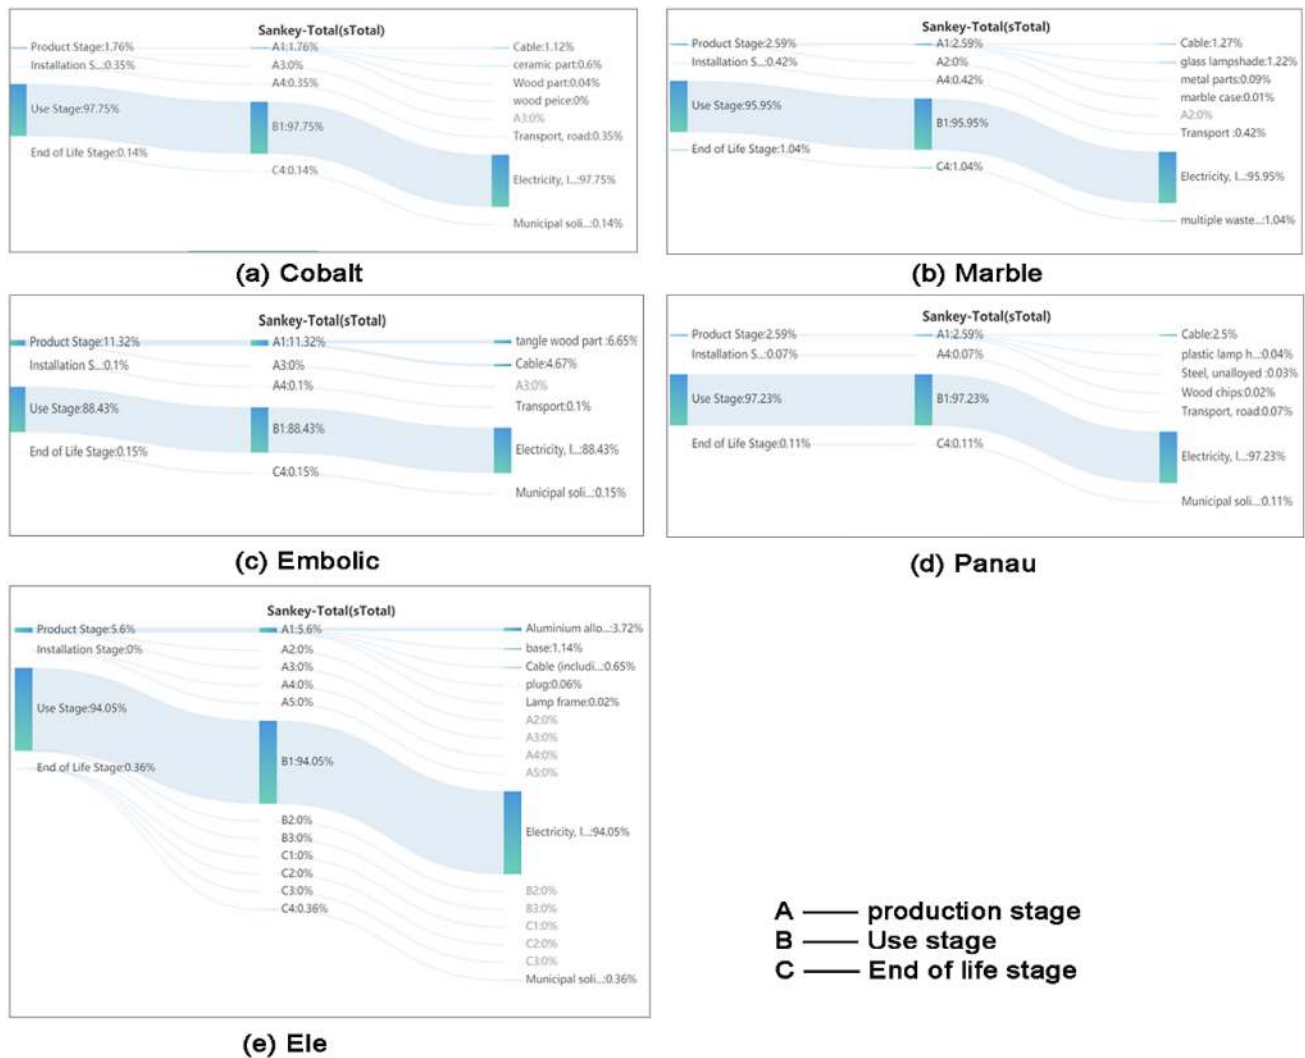 Sankey-Total(sTotal)
Product Stage:1.76%
A1:1.76%
Cable:1.12%
Installation S...:0.35%
A3:0%
ceramic part:0.6%
A4:0.35%
Wood part:0.04%
wood peice:0%
Use Stage:97.75%
B1:97.75%
A3:0%
Transport, road:0.35%
End of Life Stage:0.14%
C4:0.14%
Electricity, l...:97.75%
Municipal soli...:0.14%
(a) Cobalt
Sankey-Total(sTotal)
Product Stage:2.59%
A1:2.59%
Cable:1.27%
Installation S...:0.42%
A2:0%
glass lampshade:1.22%
A4:0.42%
metal parts:0.09%
marble case:0.01%
Use Stage:95.95%
B1:95.95%
A2:0%
Transport :0.42%
End of Life Stage:1.04%
C4:1.04%
Electricity, l...:95.95%
multiple waste...:1.04%
(b) Marble
Sankey-Total(sTotal)
Product Stage:11.32%
A1:11.32%
tangle wood part :6.65%
Installation S...:0.1%
A3:0%
Cable:4.67%
A4:0.1%
A3:0%
Use Stage:88.43%
Transport:0.1%
B1:88.43%
End of Life Stage:0.15%
Electricity, l...:88.43%
C4:0.15%
Municipal soli...:0.15%
(c) Embolic
Sankey-Total(sTotal)
Product Stage:2.59%
A1:2.59%
Cable:2.5%
Installation S...:0.07%
A4:0.07%
plastic lamp h...:0.04%
Steel, unalloyed :0.03%
Use Stage:97.23%
B1:97.23%
Wood chips:0.02%
Transport, road:0.07%
End of Life Stage:0.11%
C4:0.11%
Electricity, l...:97.23%
Municipal soli...:0.11%
(d) Panau
Sankey-Total(sTotal)
Product Stage:5.6%
A1:5.6%
Aluminium allo...:3.72%
Installation Stage:0%
A2:0%
base:1.14%
A3:0%
Cable (includi...:0.65%
A4:0%
plug:0.06%
A5:0%
Lamp frame:0.02%
Use Stage:94.05%
A2:0%
A3:0%
B1:94.05%
A4:0%
End of Life Stage:0.36%
A5:0%
B2:0%
Electricity, l...:94.05%
B3:0%
C1:0%
C2:0%
C3:0%
B2:0%
C4:0.36%
B3:0%
C1:0%
C2:0%
C3:0%
Municipal soli...:0.36%
(e) Ele
A —— production stage
B —— Use stage
C —— End of life stage